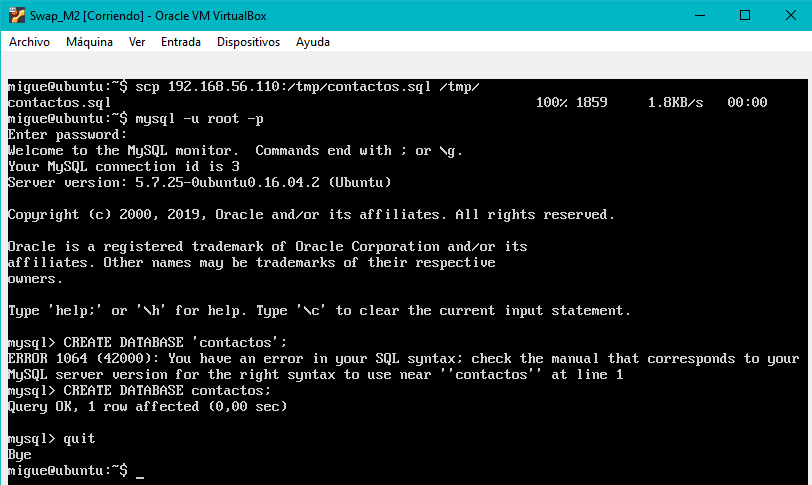 Swap_M2 [Corriendo] - Oracle VM VirtualBox
Archivo Máquina Ver Entrada Dispositivos Ayuda
migue@ubuntu:~$ scp 192.168.56.110:/tmp/contactos.sql /tmp/
contactos.sql 100% 1859 1.8KB/s 00:00
migue@ubuntu:~$ mysql -u root -p
Enter password:
Welcome to the MySQL monitor.  Commands end with ; or \g.
Your MySQL connection id is 3
Server version: 5.7.25-0ubuntu0.16.04.2 (Ubuntu)
Copyright (c) 2000, 2019, Oracle and/or its affiliates. All rights reserved.
Oracle is a registered trademark of Oracle Corporation and/or its
affiliates. Other names may be trademarks of their respective
owners.
Type 'help;' or '\h' for help. Type '\c' to clear the current input statement.
mysql> CREATE DATABASE 'contactos';
ERROR 1064 (42000): You have an error in your SQL syntax; check the manual that corresponds to your
MySQL server version for the right syntax to use near ''contactos'' at line 1
mysql> CREATE DATABASE contactos;
Query OK, 1 row affected (0,00 sec)
mysql> quit
Bye
migue@ubuntu:~$ _